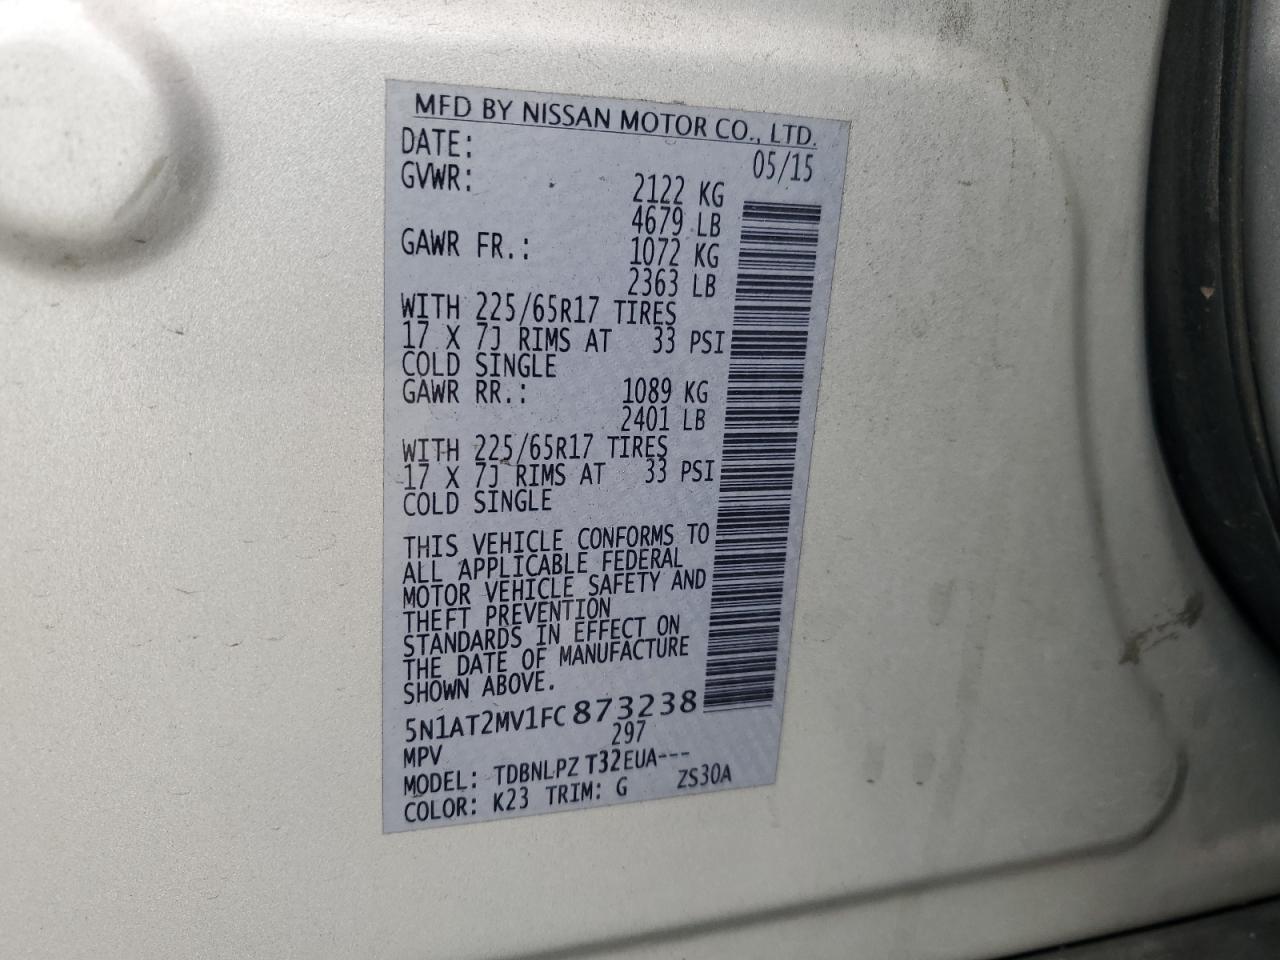 MFD BY NISSAN MOTOR CO., LTD.
DATE: 05/15
GVWR: 2122 KG
4679 LB
GAWR FR.: 1072 KG
2363 LB
WITH 225/65R17 TIRES
17 X 7J RIMS AT 33 PSI
COLD SINGLE
GAWR RR.: 1089 KG
2401 LB
WITH 225/65R17 TIRES
17 X 7J RIMS AT 33 PSI
COLD SINGLE
THIS VEHICLE CONFORMS TO
ALL APPLICABLE FEDERAL
MOTOR VEHICLE SAFETY AND
THEFT PREVENTION
STANDARDS IN EFFECT ON
THE DATE OF MANUFACTURE
SHOWN ABOVE.
5N1AT2MV1FC873238
MPV 297
MODEL: TDBNLPZ T32EUA---
COLOR: K23 TRIM: G ZS30A